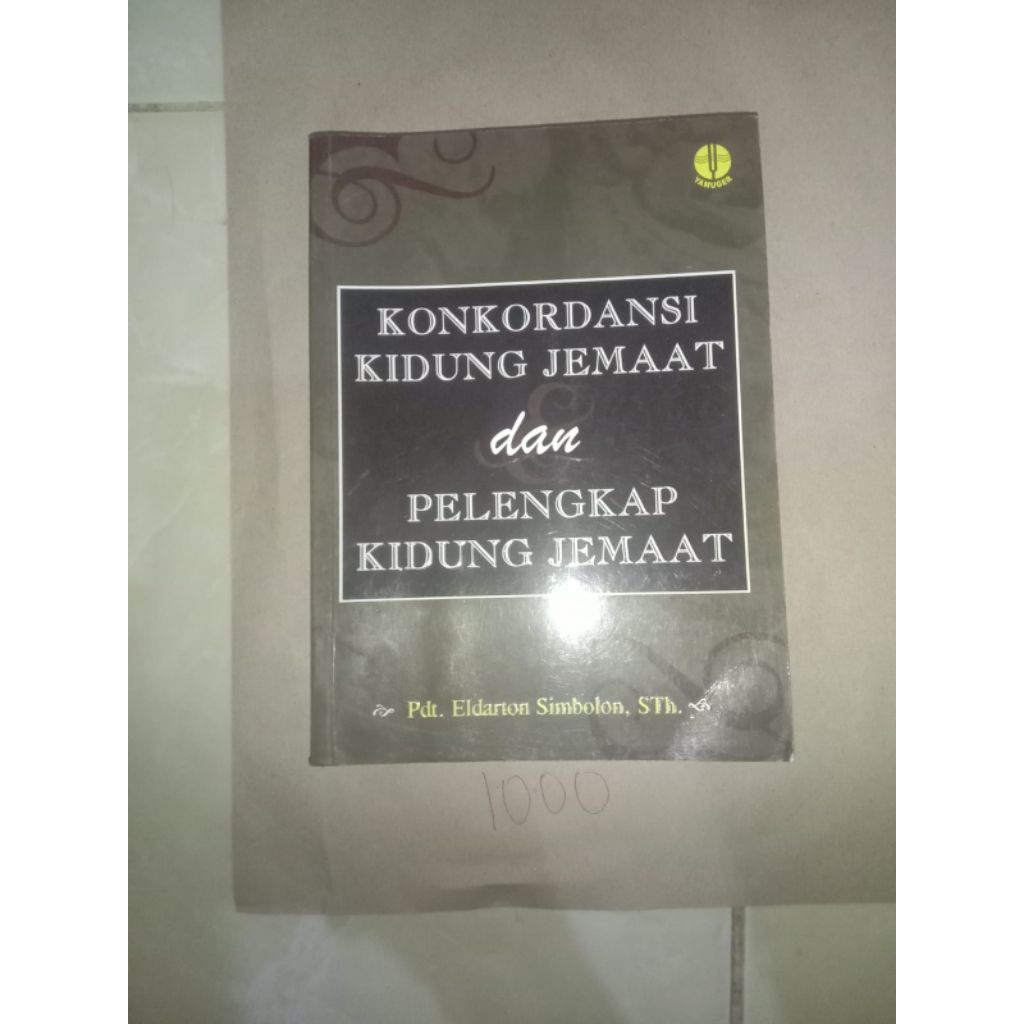 YAMUGER
KONKORDANSI
KIDUNG JEMAAT
dan
PELENGKAP
KIDUNG JEMAAT
Pdt. Eldarton Simbolon, STh.
1000